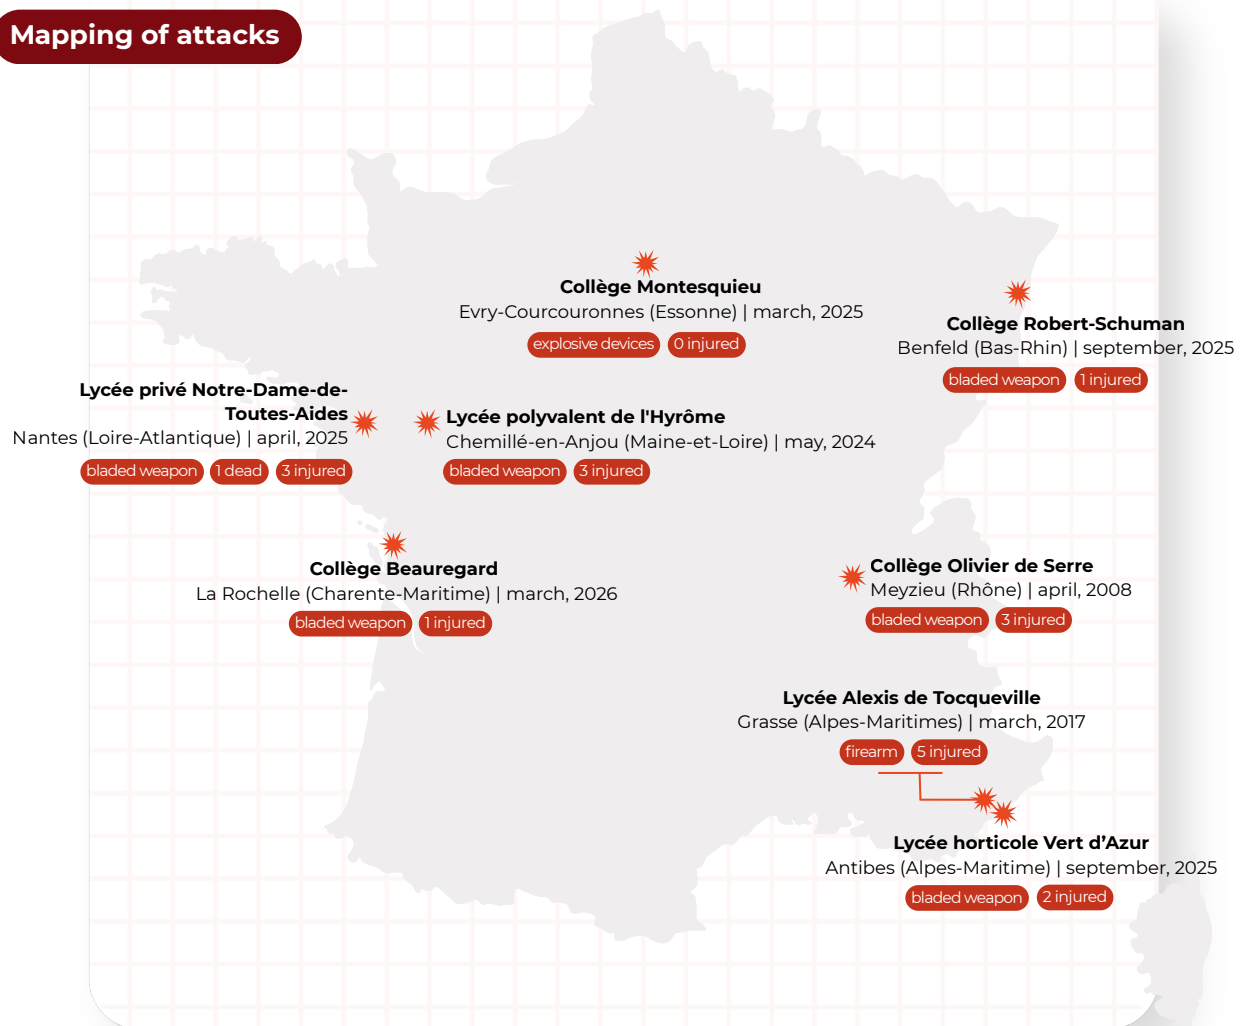 Mapping of attacks
Collège Montesquieu
Evry-Courcouronnes (Essonne) | march, 2025
explosive devices 0 injured
Collège Robert-Schuman
Benfeld (Bas-Rhin) | september, 2025
bladed weapon 1 injured
Lycée privé Notre-Dame-de-
Toutes-Aides
Nantes (Loire-Atlantique) | april, 2025
bladed weapon 1 dead 3 injured
Lycée polyvalent de l'Hyrôme
Chemillé-en-Anjou (Maine-et-Loire) | may, 2024
bladed weapon 3 injured
Collège Beauregard
La Rochelle (Charente-Maritime) | march, 2026
bladed weapon 1 injured
Collège Olivier de Serre
Meyzieu (Rhône) | april, 2008
bladed weapon 3 injured
Lycée Alexis de Tocqueville
Grasse (Alpes-Maritimes) | march, 2017
firearm 5 injured
Lycée horticole Vert d’Azur
Antibes (Alpes-Maritime) | september, 2025
bladed weapon 2 injured